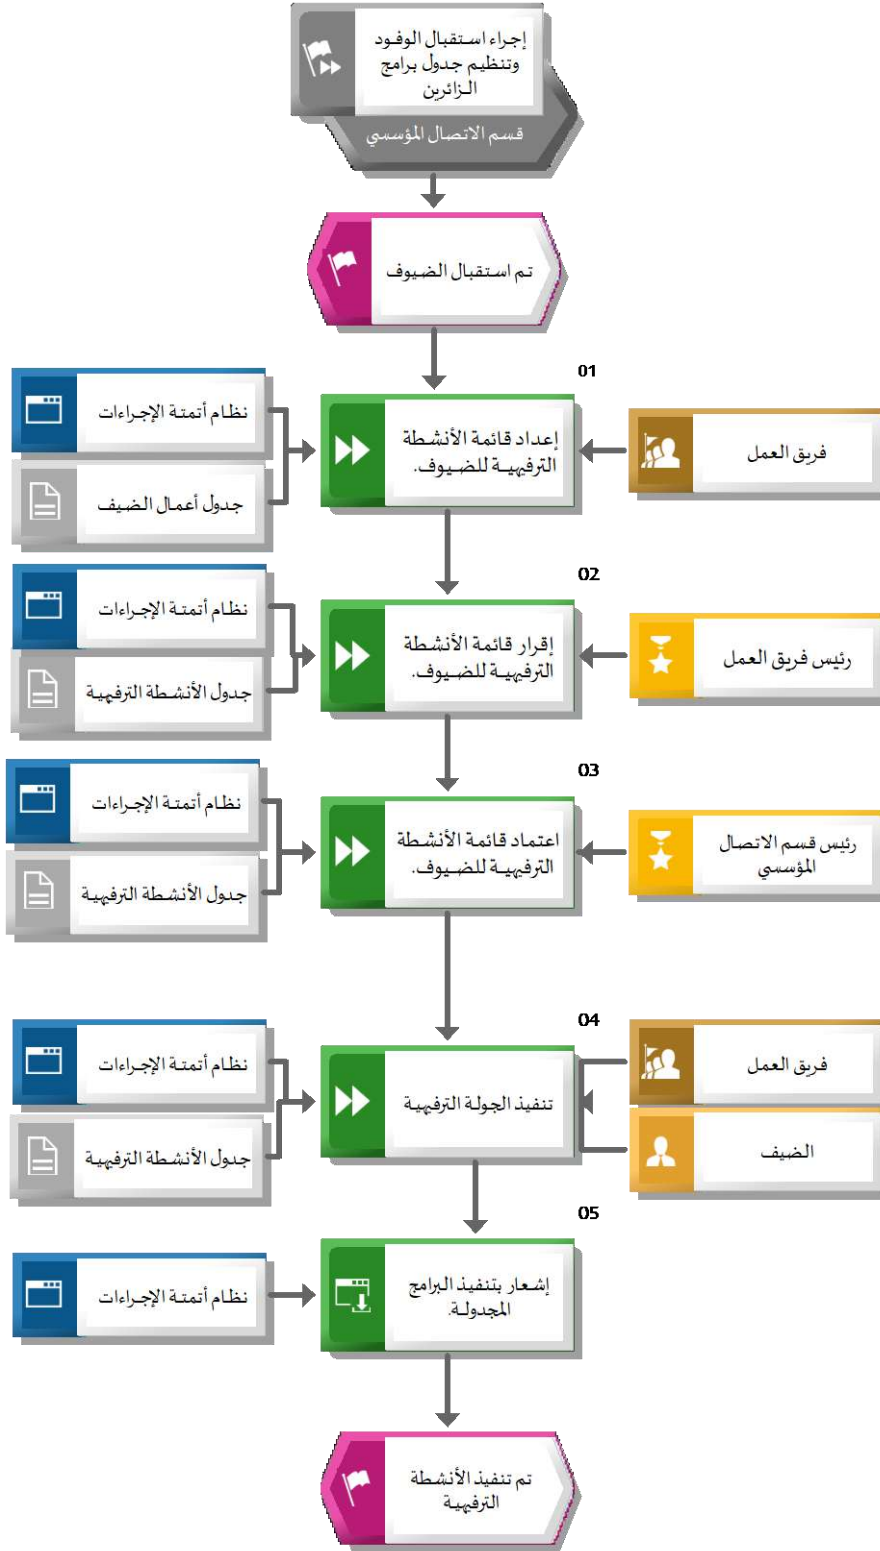 إجراء استقبال الوفود
وتنظيم جدول برامج
الزائرين
قسم الاتصال المؤسسي
تم استقبال الضيوف
01
فريق العمل
إعداد قائمة الأنشطة
الترفيهية للضيوف.
نظام أتمتة الإجراءات
جدول أعمال الضيف
02
رئيس فريق العمل
إقرار قائمة الأنشطة
الترفيهية للضيوف.
نظام أتمتة الإجراءات
جدول الأنشطة الترفيهية
03
رئيس قسم الاتصال
المؤسسي
اعتماد قائمة الأنشطة
الترفيهية للضيوف.
نظام أتمتة الإجراءات
جدول الأنشطة الترفيهية
04
فريق العمل
الضيف
تنفيذ الجولة الترفيهية
نظام أتمتة الإجراءات
جدول الأنشطة الترفيهية
05
إشعار بتنفيذ البرامج
المجدولة.
نظام أتمتة الإجراءات
تم تنفيذ الأنشطة
الترفيهية